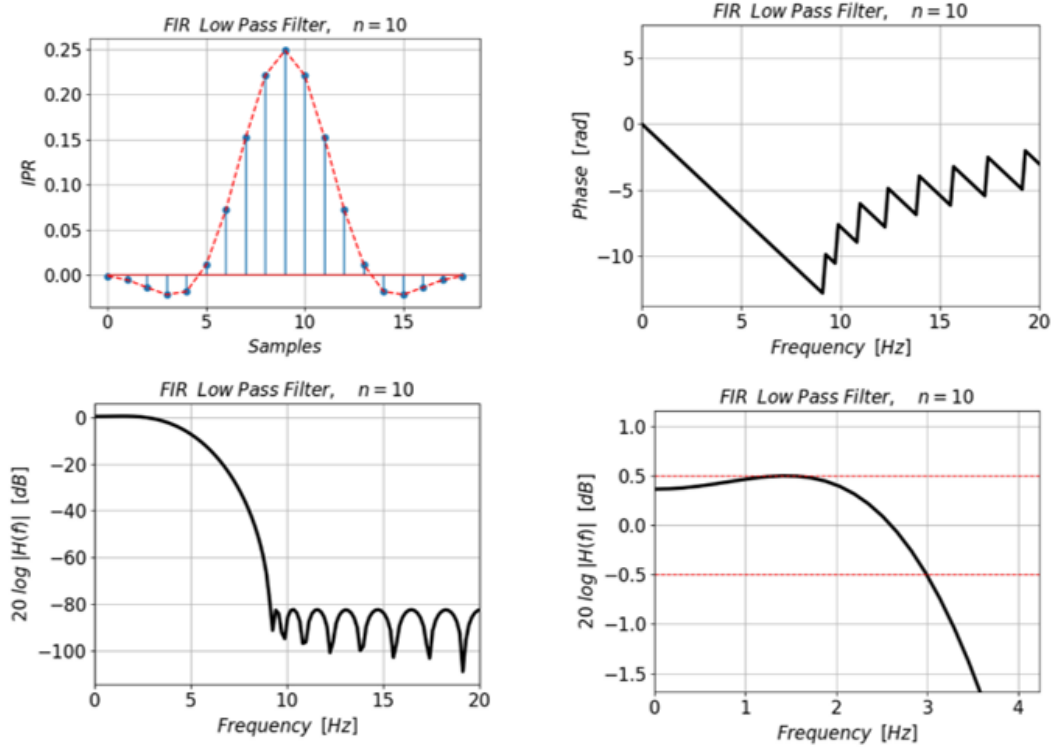 FIR Low Pass Filter, n = 10
0.25
0.20
0.15
0.10
0.05
0.00
IPR
0 5 10 15
Samples
FIR Low Pass Filter, n = 10
5
0
−5
−10
Phase [rad]
0 5 10 15 20
Frequency [Hz]
FIR Low Pass Filter, n = 10
0
−20
−40
−60
−80
−100
20 log |H(f)| [dB]
0 5 10 15 20
Frequency [Hz]
FIR Low Pass Filter, n = 10
1.0
0.5
0.0
−0.5
−1.0
−1.5
20 log |H(f)| [dB]
0 1 2 3 4
Frequency [Hz]